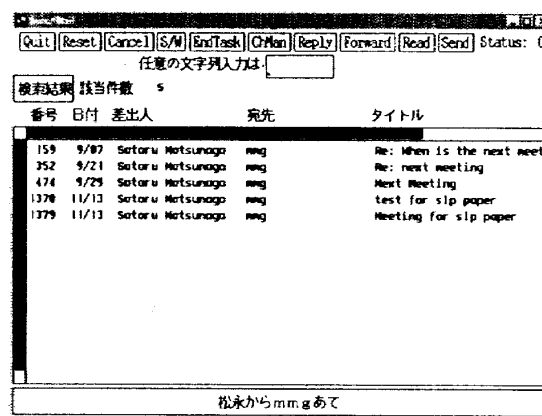 Quit Reset Cancel S/W EndTask ChMan Reply Forward Read Send Status:
任意の文字列入力は
検索結果 該当件数 5
番号 日付 差出人 宛先 タイトル
159 9/07 Satoru Matsunaga mmg Re: When is the next meet
352 9/21 Satoru Matsunaga mmg Re: next meeting
474 9/29 Satoru Matsunaga mmg Next Meeting
1370 11/13 Satoru Matsunaga mmg test for slp paper
1379 11/13 Satoru Matsunaga mmg Meeting for slp paper
松永からmmgあて